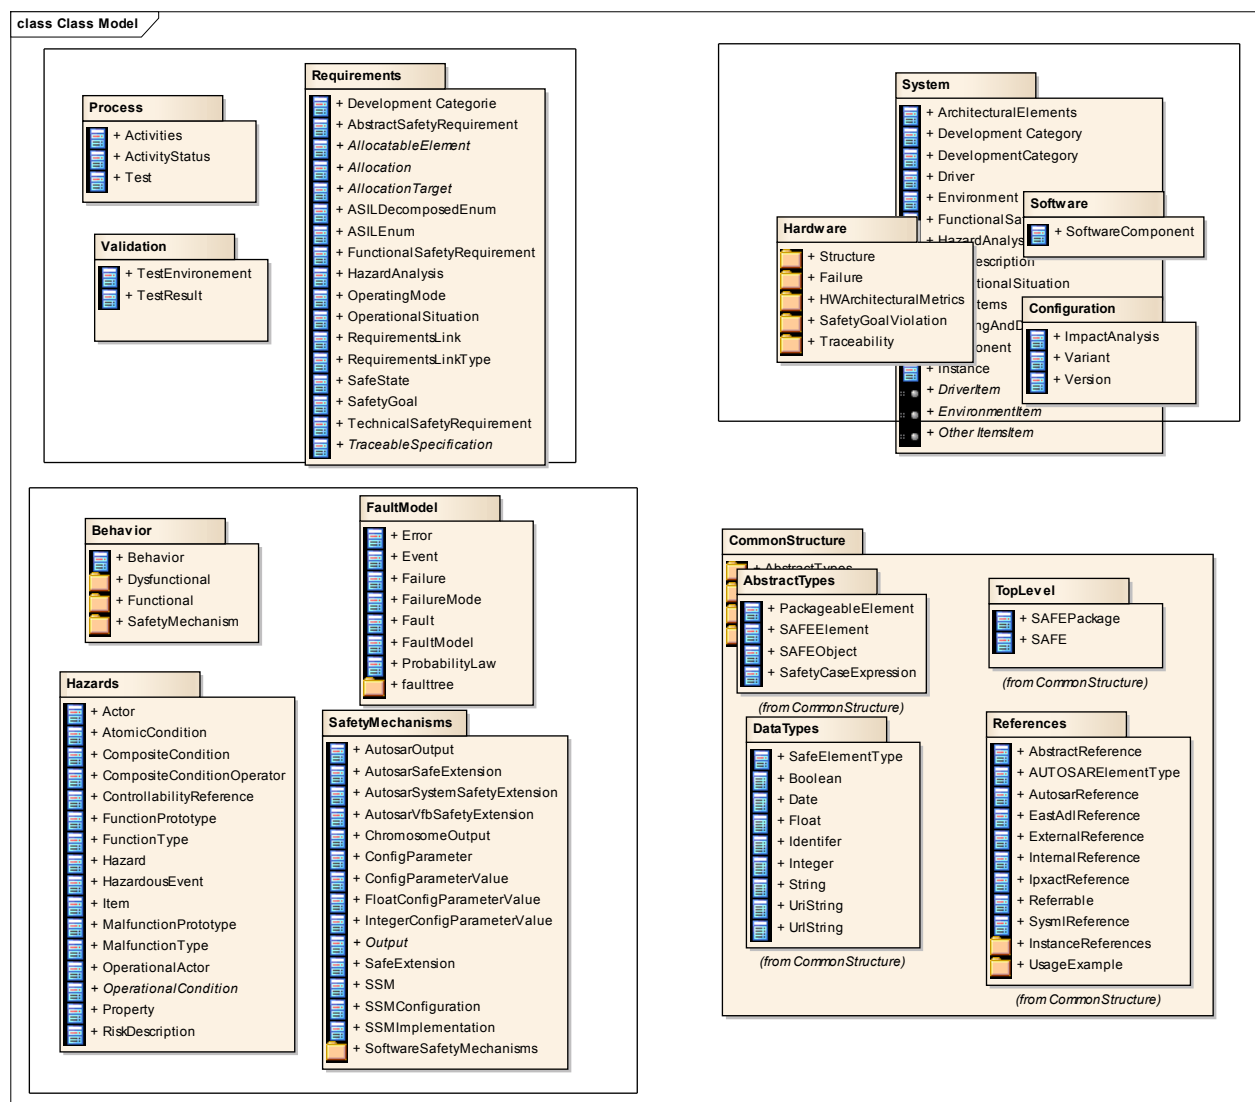 class Class Model
Process
+ Activities
+ ActivityStatus
+ Test
Validation
+ TestEnvironement
+ TestResult
Requirements
+ Development Categorie
+ AbstractSafetyRequirement
+ AllocatableElement
+ Allocation
+ AllocationTarget
+ ASILDecomposedEnum
+ ASILEnum
+ FunctionalSafetyRequirement
+ HazardAnalysis
+ OperatingMode
+ OperationalSituation
+ RequirementsLink
+ RequirementsLinkType
+ SafeState
+ SafetyGoal
+ TechnicalSafetyRequirement
+ TraceableSpecification
System
+ ArchitecturalElements
+ Development Category
+ DevelopmentCategory
+ Driver
+ Environment
+ Instance
+ DriverItem
+ EnvironmentItem
+ Other ItemsItem
Software
+ SoftwareComponent
Hardware
+ Structure
+ Failure
+ HWArchitecturalMetrics
+ SafetyGoalViolation
+ Traceability
Configuration
+ ImpactAnalysis
+ Variant
+ Version
Behavior
+ Behavior
+ Dysfunctional
+ Functional
+ SafetyMechanism
FaultModel
+ Error
+ Event
+ Failure
+ FailureMode
+ Fault
+ FaultModel
+ ProbabilityLaw
+ faulttree
Hazards
+ Actor
+ AtomicCondition
+ CompositeCondition
+ CompositeConditionOperator
+ ControllabilityReference
+ FunctionPrototype
+ FunctionType
+ Hazard
+ HazardousEvent
+ Item
+ MalfunctionPrototype
+ MalfunctionType
+ OperationalActor
+ OperationalCondition
+ Property
+ RiskDescription
SafetyMechanisms
+ AutosarOutput
+ AutosarSafeExtension
+ AutosarSystemSafetyExtension
+ AutosarVfbSafetyExtension
+ ChromosomeOutput
+ ConfigParameter
+ ConfigParameterValue
+ FloatConfigParameterValue
+ IntegerConfigParameterValue
+ Output
+ SafeExtension
+ SSM
+ SSMConfiguration
+ SSMImplementation
+ SoftwareSafetyMechanisms
CommonStructure
+ AbstractTypes
AbstractTypes
+ PackageableElement
+ SAFEElement
+ SAFEObject
+ SafetyCaseExpression
(from CommonStructure)
TopLevel
+ SAFEPackage
+ SAFE
(from CommonStructure)
DataTypes
+ SafeElementType
+ Boolean
+ Date
+ Float
+ Identifer
+ Integer
+ String
+ UriString
+ UrlString
(from CommonStructure)
References
+ AbstractReference
+ AUTOSARElementType
+ AutosarReference
+ EastAdlReference
+ ExternalReference
+ InternalReference
+ IpxactReference
+ Referrable
+ SysmlReference
+ InstanceReferences
+ UsageExample
(from CommonStructure)